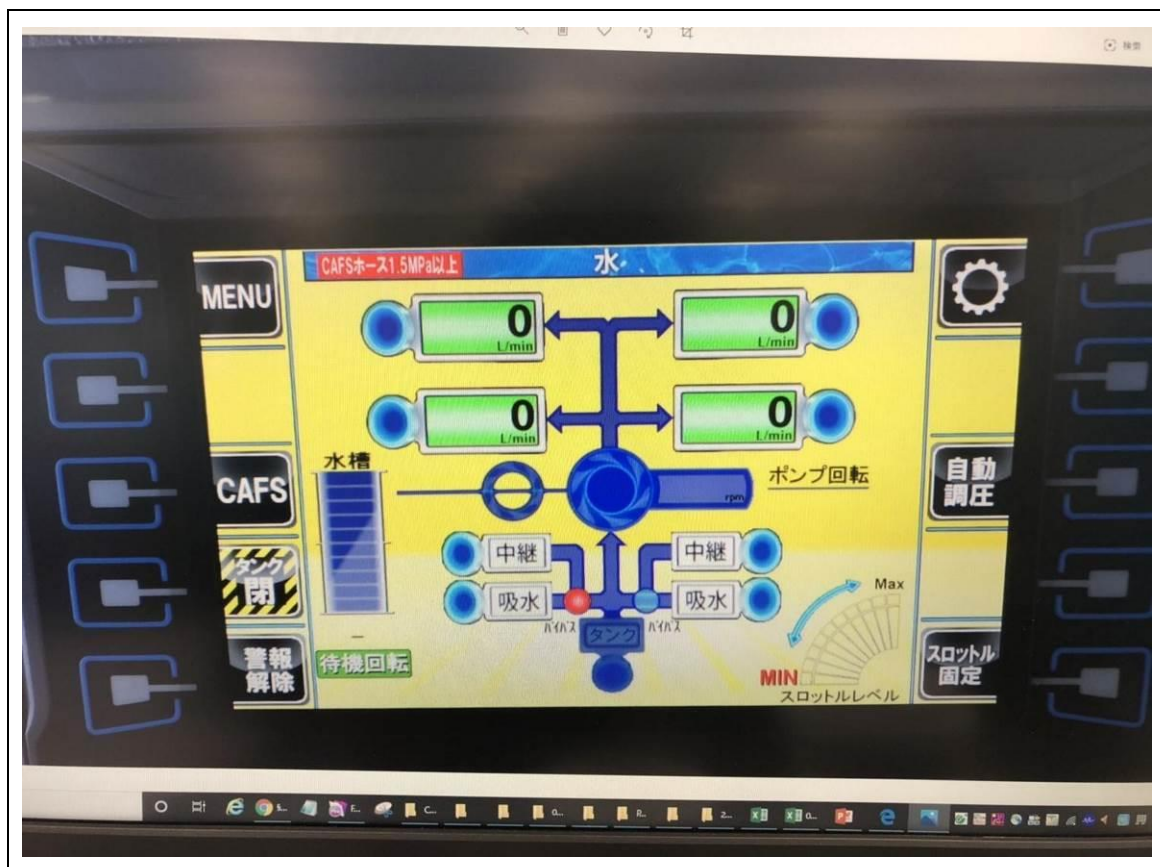 検索
CAFSホース1.5MPa以上
水
MENU
0
L/min
0
L/min
0
L/min
0
L/min
水槽
CAFS
rpm
ポンプ回転
自動
調圧
中継
中継
タンク
閉
吸水
吸水
バイパス
タンク
バイパス
Max
MIN
スロットルレベル
警報
解除
待機回転
スロットル
固定